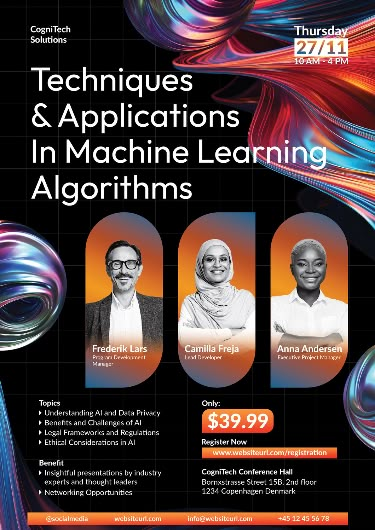 CogniTech
Solutions
Thursday
27/11
10 AM - 4 PM
Techniques
& Applications
In Machine Learning
Algorithms
Frederik Lars
Program Development
Manager
Camilla Freja
Lead Developer
Anna Andersen
Executive Project Manager
Topics
Understanding AI and Data Privacy
Benefits and Challenges of AI
Legal Frameworks and Regulations
Ethical Considerations in AI
Benefit
Insightful presentations by industry
experts and thought leaders
Networking Opportunities
Only:
$39.99
Register Now
www.websiteurl.com/registration
CogniTech Conference Hall
Bornxstrasse Street 15B, 2nd floor
1234 Copenhagen Denmark
@socialmedia
websiteurl.com
info@websiteurl.com
+45 12 45 56 78